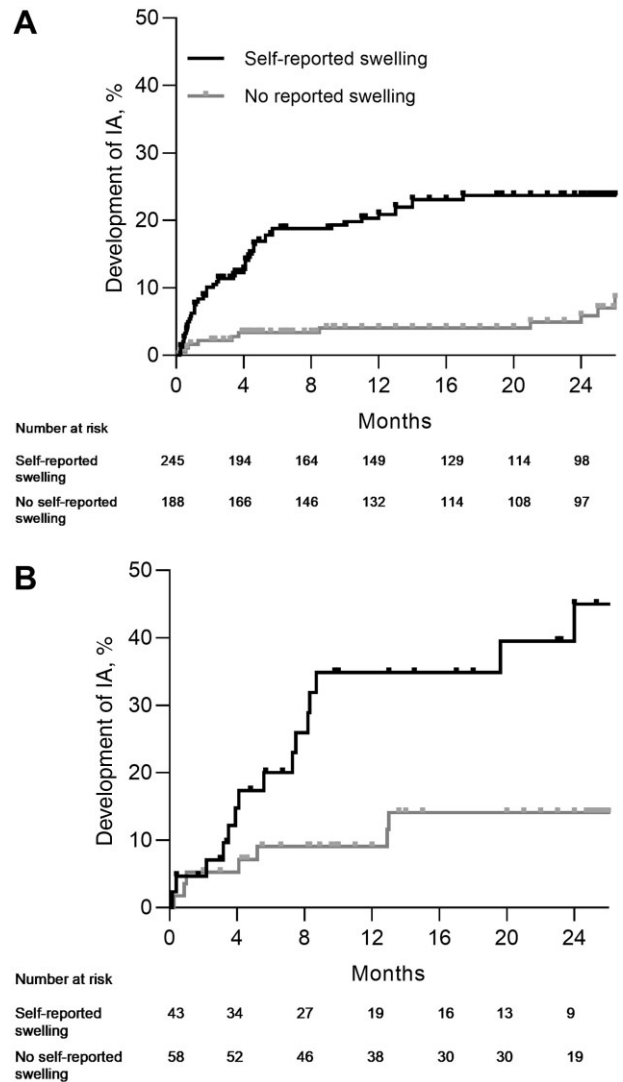 A
50
40
30
20
10
0
Development of IA, %
Self-reported swelling
No reported swelling
0 4 8 12 16 20 24
Months
Number at risk
Self-reported
swelling
245 194 164 149 129 114 98
No self-reported
swelling
188 166 146 132 114 108 97
B
50
40
30
20
10
0
Development of IA, %
0 4 8 12 16 20 24
Months
Number at risk
Self-reported
swelling
43 34 27 19 16 13 9
No self-reported
swelling
58 52 46 38 30 30 19